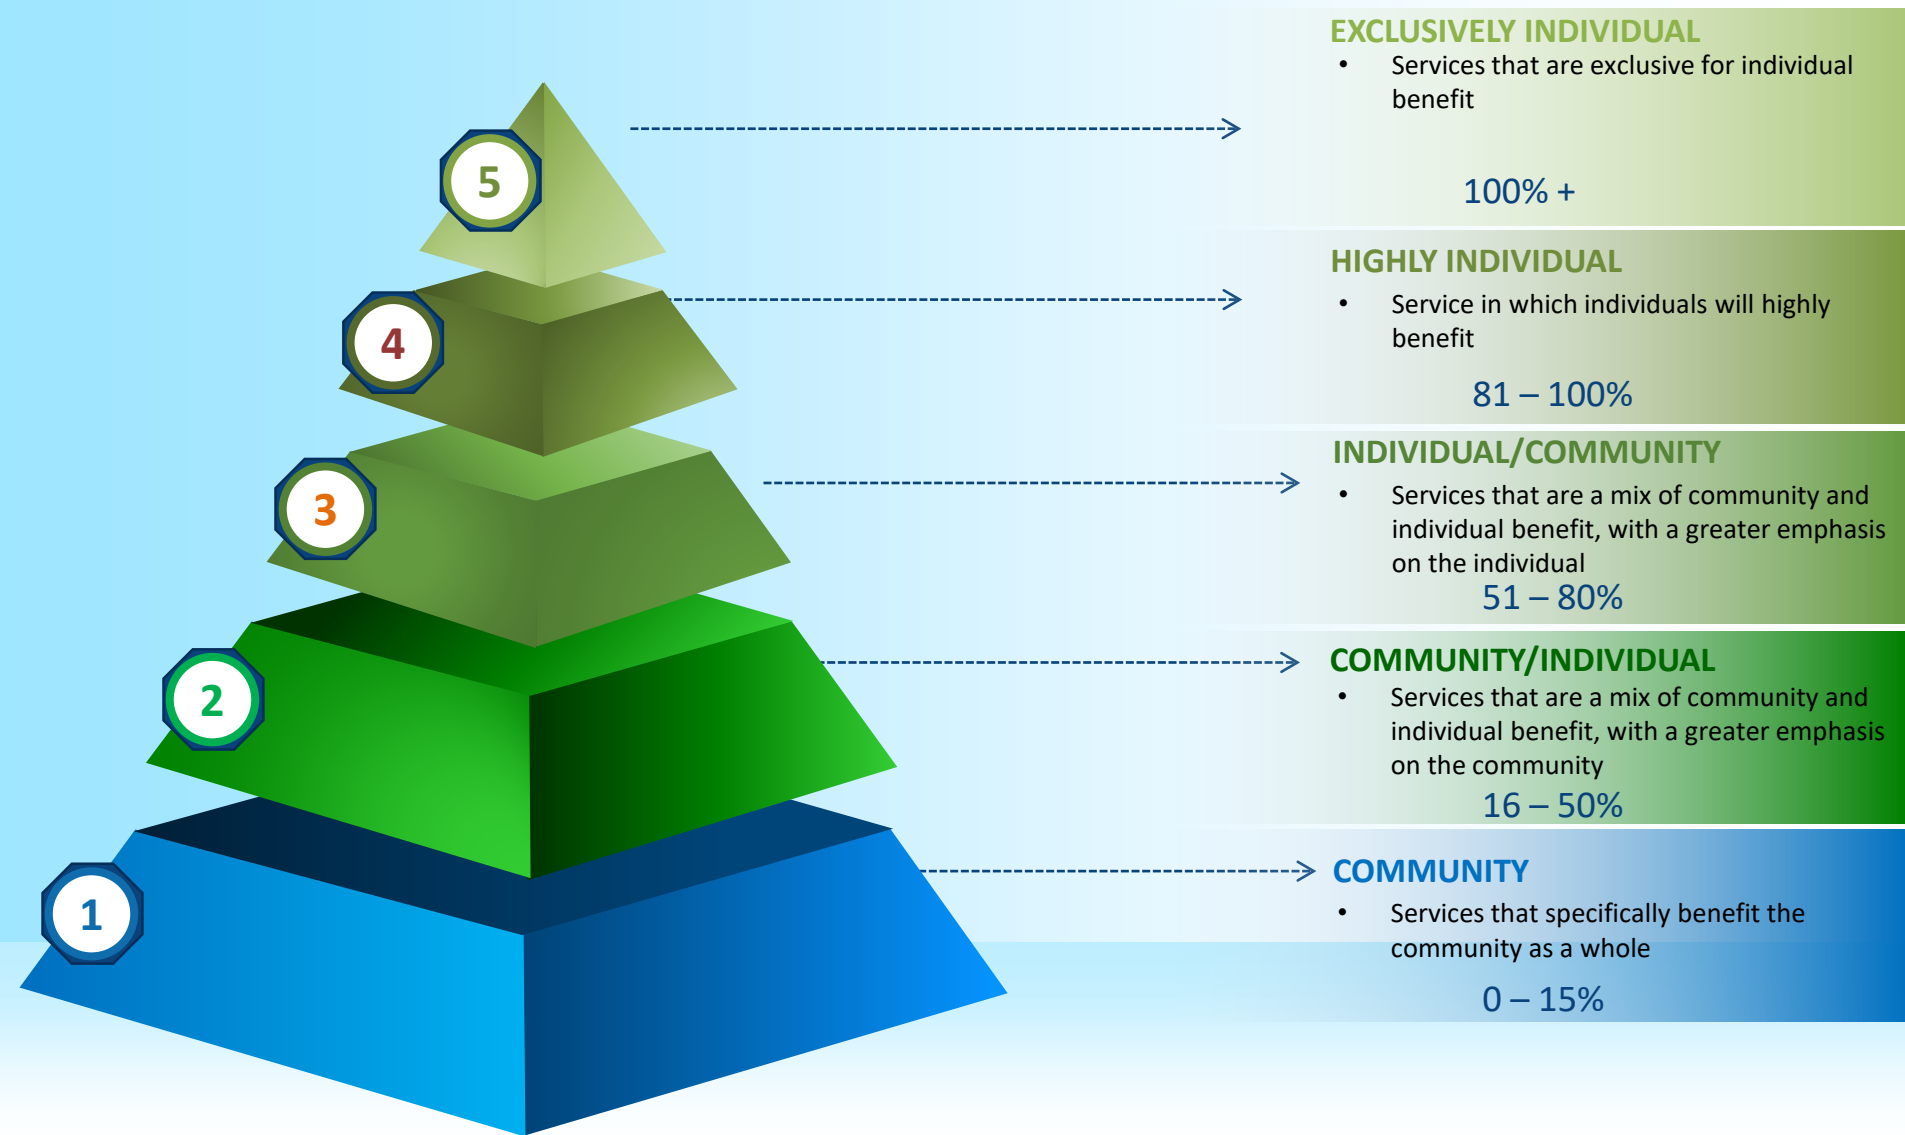 EXCLUSIVELY INDIVIDUAL
• Services that are exclusive for individual
benefit
100% +
5
HIGHLY INDIVIDUAL
• Service in which individuals will highly
benefit
81 – 100%
4
INDIVIDUAL/COMMUNITY
• Services that are a mix of community and
individual benefit, with a greater emphasis
on the individual
51 – 80%
3
COMMUNITY/INDIVIDUAL
• Services that are a mix of community and
individual benefit, with a greater emphasis
on the community
16 – 50%
2
COMMUNITY
• Services that specifically benefit the
community as a whole
0 – 15%
1